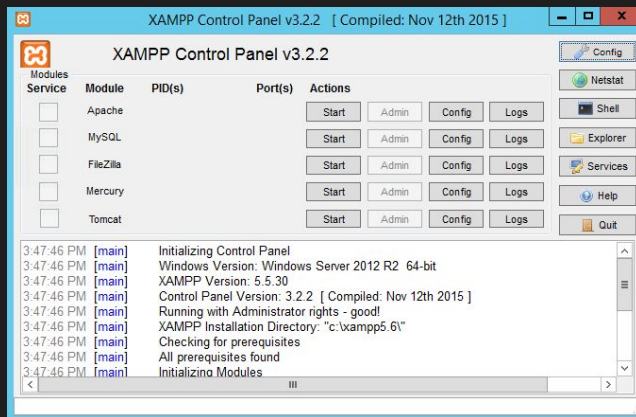 XAMPP Control Panel v3.2.2 [ Compiled: Nov 12th 2015 ]
XAMPP Control Panel v3.2.2
Config
Modules
Service Module PID(s) Port(s) Actions
Netstat
Apache Start Admin Config Logs
Shell
MySQL Start Admin Config Logs
Explorer
FileZilla Start Admin Config Logs
Services
Mercury Start Admin Config Logs
Help
Tomcat Start Admin Config Logs
Quit
3:47:46 PM [main] Initializing Control Panel
3:47:46 PM [main] Windows Version: Windows Server 2012 R2 64-bit
3:47:46 PM [main] XAMPP Version: 5.5.30
3:47:46 PM [main] Control Panel Version: 3.2.2 [ Compiled: Nov 12th 2015 ]
3:47:46 PM [main] Running with Administrator rights - good!
3:47:46 PM [main] XAMPP Installation Directory: "c:\xampp5.6\"
3:47:46 PM [main] Checking for prerequisites
3:47:46 PM [main] All prerequisites found
3:47:46 PM [main] Initializing Modules